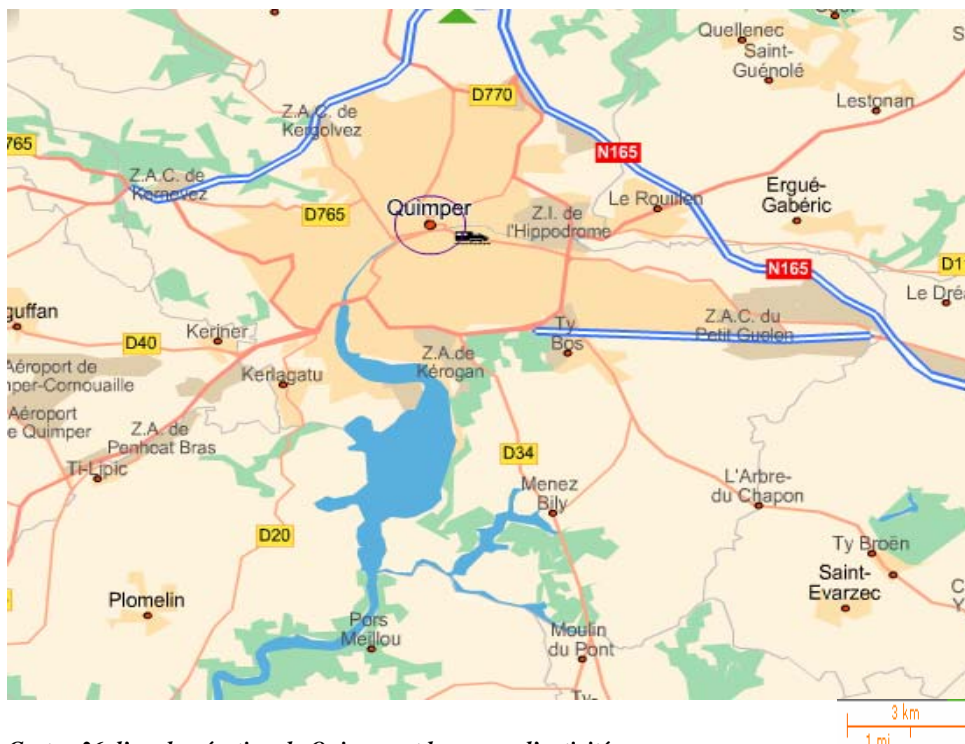 Quellenec
Saint-
Guénolé
D770
Z.A.C. de
Kergolvez
Lestonan
765
N165
Z.A.C. de
Kernevez
Ergué-
Gabéric
Le Rouillen
D765
Quimper
Z.I. de
l'Hippodrome
N165
D11
Le Dré
guffan
Keriner
D40
Ty
Bos
Z.A.C. du
Petit Guelen
Z.A.de
Kérogan
Aéroport de
mper-Cornouaille
Kerlagatu
Aéroport
e Quimper
Z.A. de
Penhoat Bras
Ti-Lipic
D34
Menez
Bily
L'Arbre-
du Chapon
D20
Ty Broën
Saint-
Evarzec
C
Y
Plomelin
Pors
Meillou
Moulin
du Pont
Ty-
S
3 km
1 mi